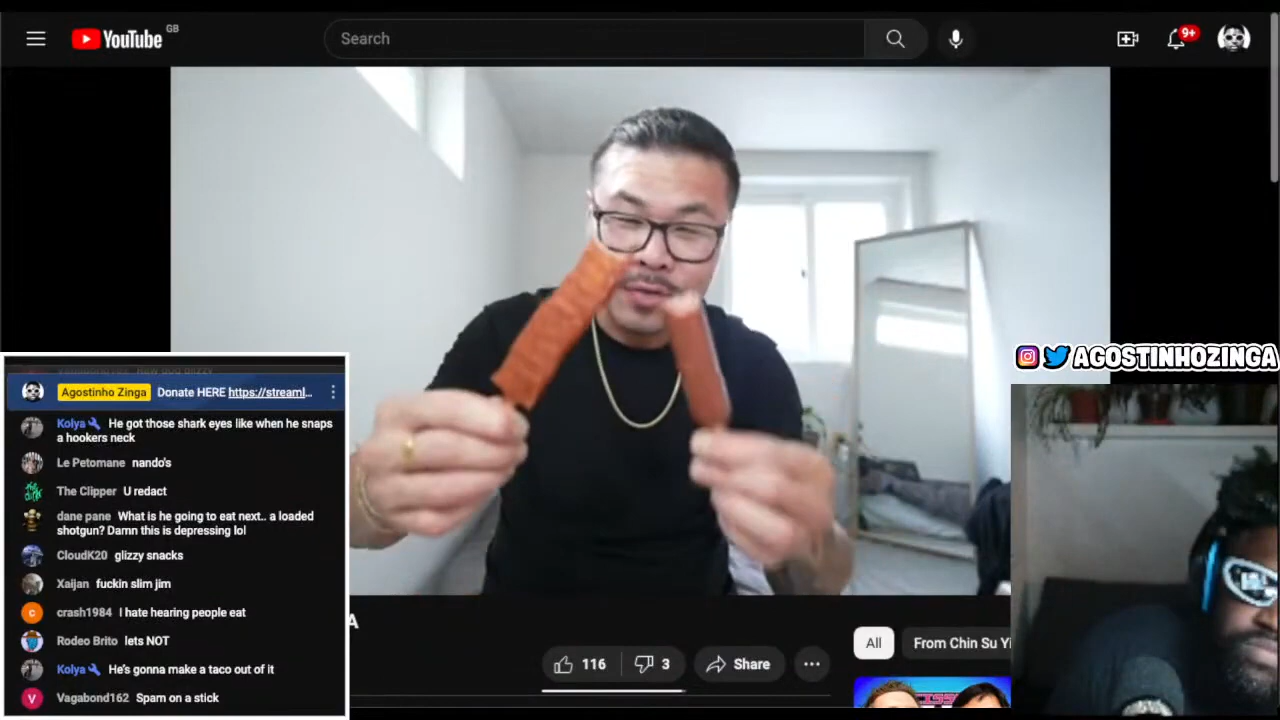 YouTube GB
Search
9+
Agostinho Zinga Donate HERE https://streaml...
Kolya He got those shark eyes like when he snaps
a hookers neck
Le Petomane nando's
The Clipper U redact
dane pane What is he going to eat next.. a loaded
shotgun? Damn this is depressing lol
CloudK20 glizzy snacks
Xaijan fuckin slim jim
crash1984 I hate hearing people eat
Rodeo Brito lets NOT
Kolya He's gonna make a taco out of it
V Vagabond162 Spam on a stick
AGOSTINHOZINGA
A
116
3
Share
All
From Chin Su Yi